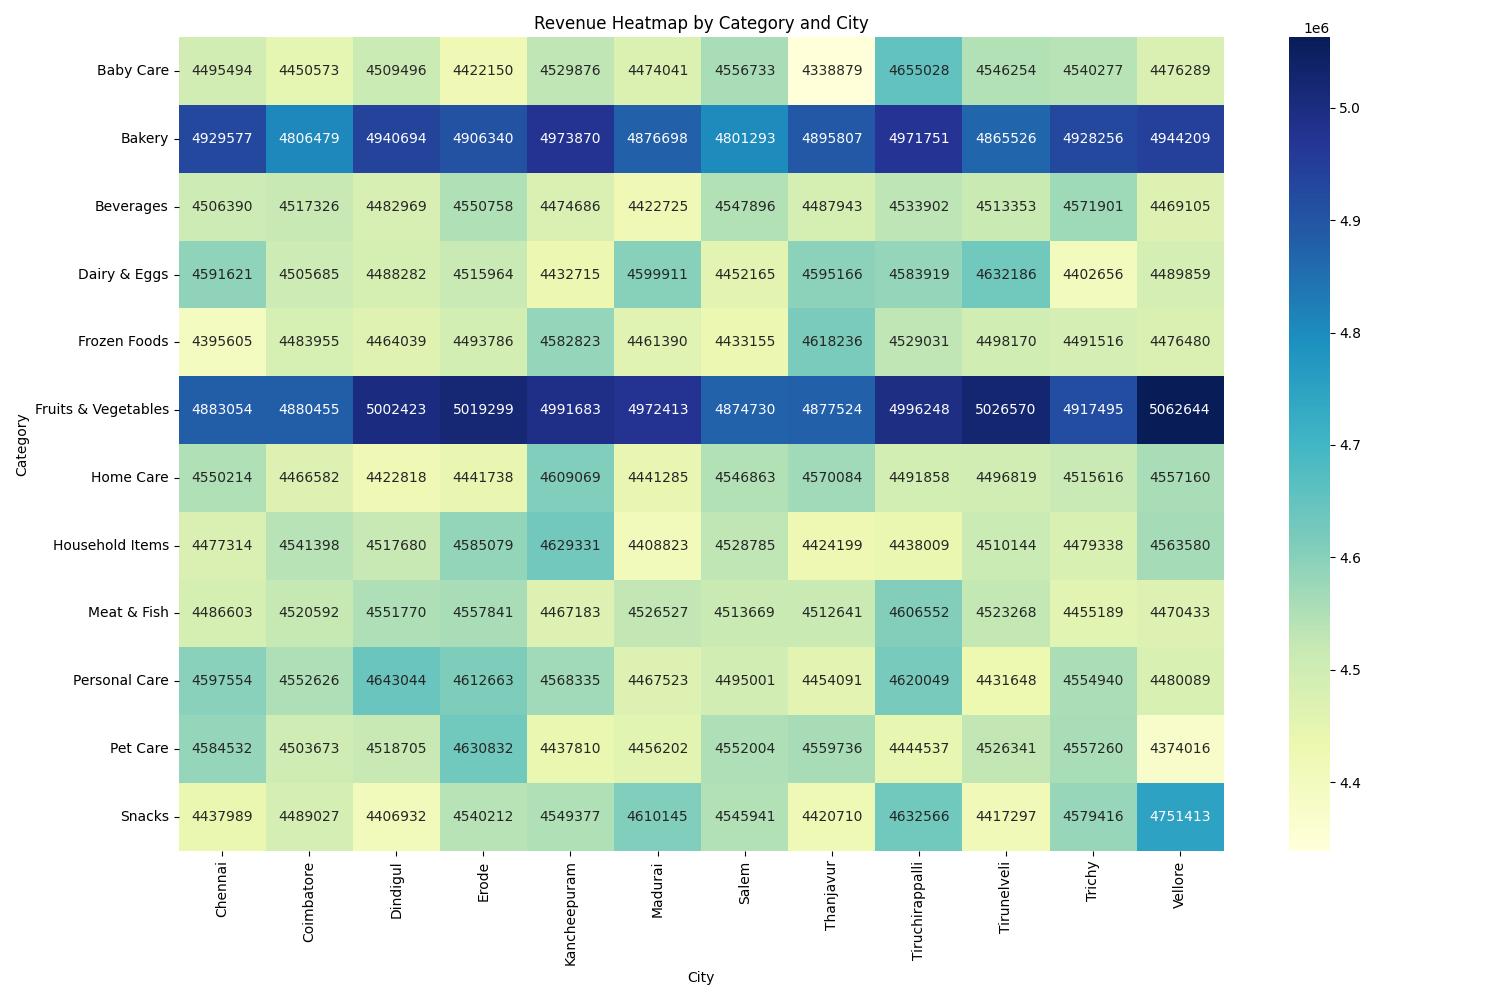 Revenue Heatmap by Category and City
1e6
Baby Care 4495494 4450573 4509496 4422150 4529876 4474041 4556733 4338879 4655028 4546254 4540277 4476289
5.0
Bakery 4929577 4806479 4940694 4906340 4973870 4876698 4801293 4895807 4971751 4865526 4928256 4944209
Beverages 4506390 4517326 4482969 4550758 4474686 4422725 4547896 4487943 4533902 4513353 4571901 4469105
4.9
Dairy & Eggs 4591621 4505685 4488282 4515964 4432715 4599911 4452165 4595166 4583919 4632186 4402656 4489859
4.8
Frozen Foods 4395605 4483955 4464039 4493786 4582823 4461390 4433155 4618236 4529031 4498170 4491516 4476480
Fruits & Vegetables 4883054 4880455 5002423 5019299 4991683 4972413 4874730 4877524 4996248 5026570 4917495 5062644
Category
4.7
Home Care 4550214 4466582 4422818 4441738 4609069 4441285 4546863 4570084 4491858 4496819 4515616 4557160
Household Items 4477314 4541398 4517680 4585079 4629331 4408823 4528785 4424199 4438009 4510144 4479338 4563580
4.6
Meat & Fish 4486603 4520592 4551770 4557841 4467183 4526527 4513669 4512641 4606552 4523268 4455189 4470433
4.5
Personal Care 4597554 4552626 4643044 4612663 4568335 4467523 4495001 4454091 4620049 4431648 4554940 4480089
Pet Care 4584532 4503673 4518705 4630832 4437810 4456202 4552004 4559736 4444537 4526341 4557260 4374016
4.4
Snacks 4437989 4489027 4406932 4540212 4549377 4610145 4545941 4420710 4632566 4417297 4579416 4751413
Chennai Coimbatore Dindigul Erode Kancheepuram Madurai Salem Thanjavur Tiruchirappalli Tirunelveli Trichy Vellore
City